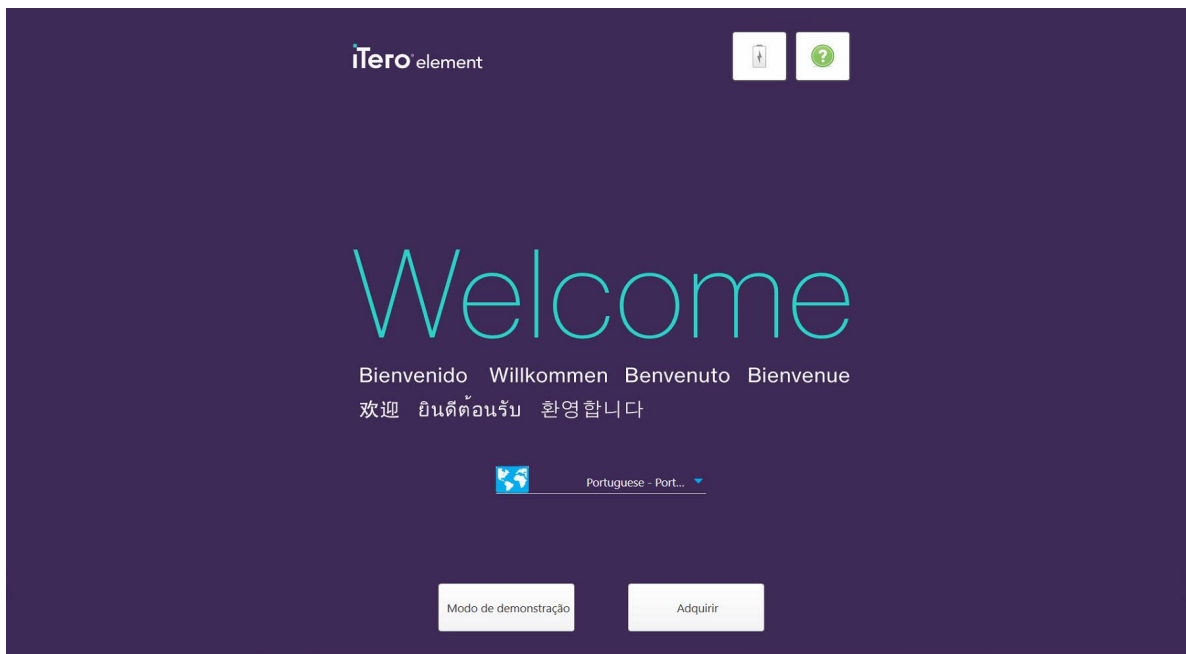 iTero™ element
Welcome
Bienvenido Willkommen Benvenuto Bienvenue
欢迎 ยินดีต้อนรับ 환영합니다
Portuguese - Port...
Modo de demonstração Adquirir